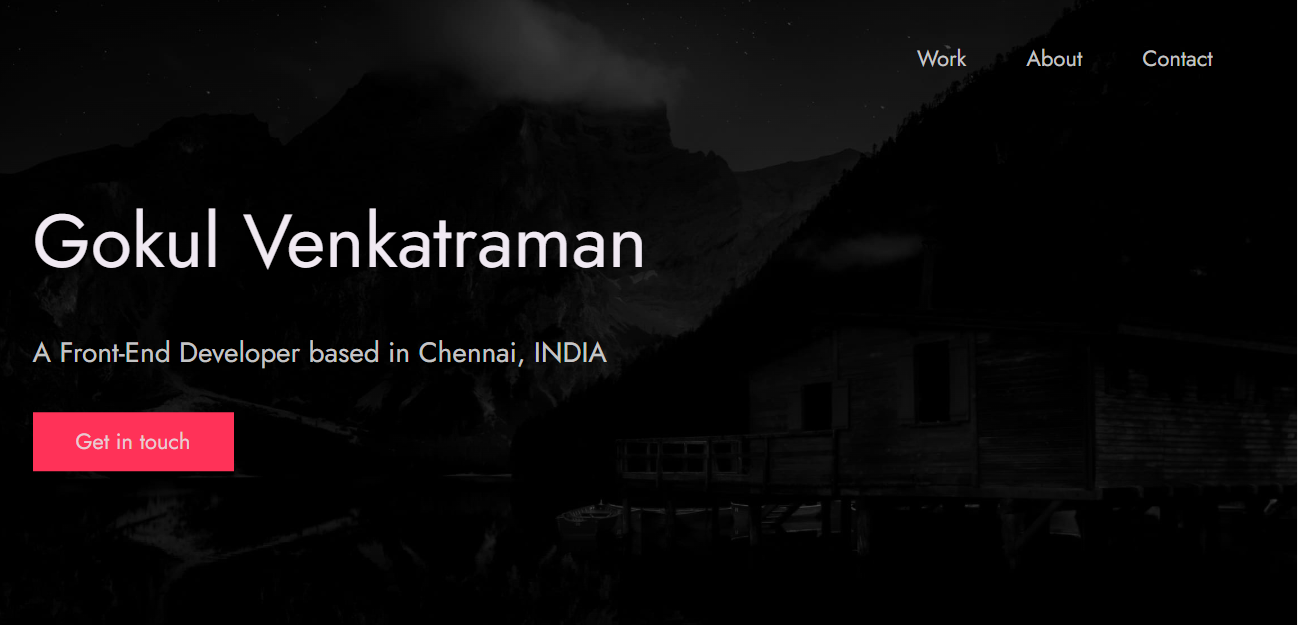 Work About Contact
Gokul Venkatraman
A Front-End Developer based in Chennai, INDIA
Get in touch